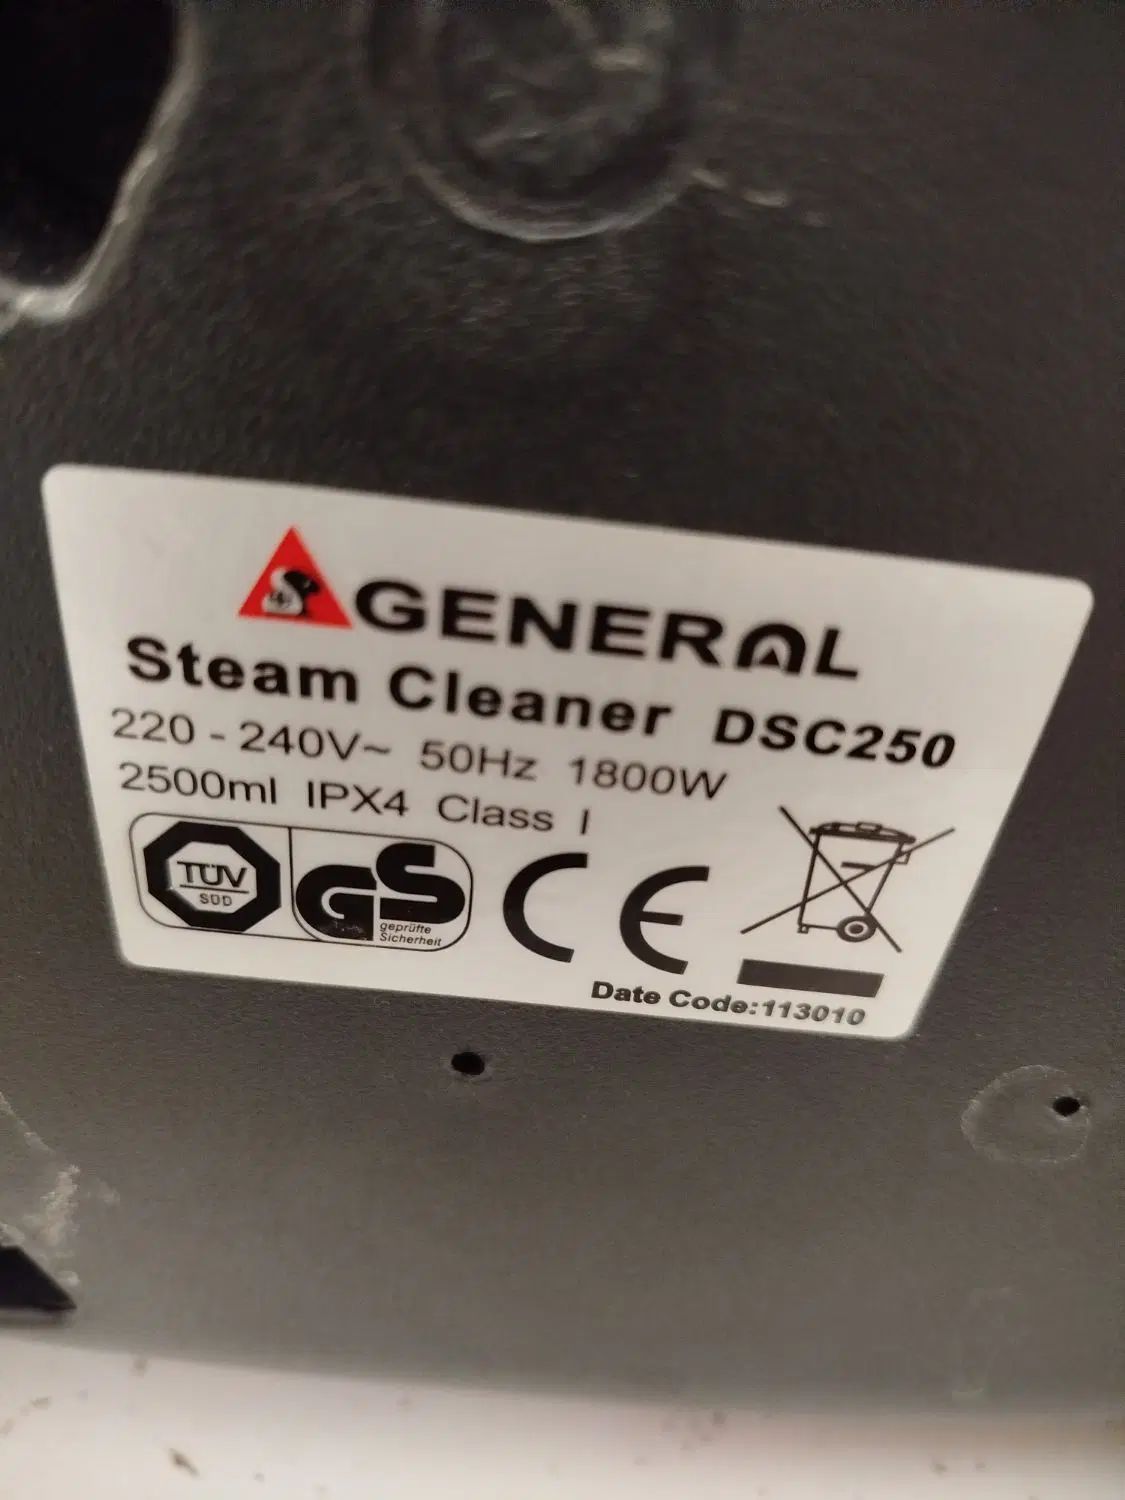 GENERAL
Steam Cleaner DSC250
220 - 240V~ 50Hz 1800W
2500ml IPX4 Class I
TÜV
SÜD
GS
geprüfte
Sicherheit
CE
Date Code:113010